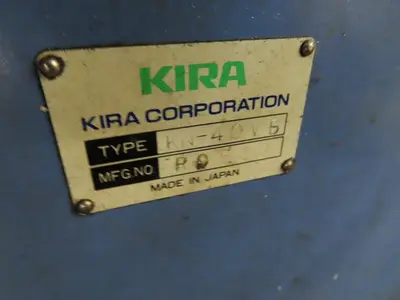 KIRA
KIRA CORPORATION
TYPE
MFG.NO
MADE IN JAPAN